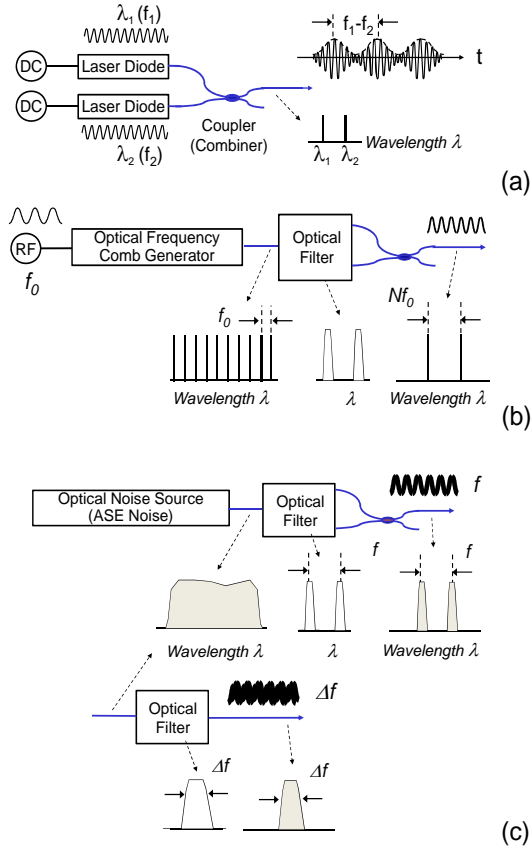 λ1 (f1)
f1-f2
DC
Laser Diode
t
DC
Laser Diode
λ2 (f2)
Coupler
(Combiner)
Wavelength λ
λ1 λ2
(a)
RF
f0
Optical Frequency
Comb Generator
Optical
Filter
f0
Nf0
Wavelength λ
λ
Wavelength λ
(b)
Optical Noise Source
(ASE Noise)
Optical
Filter
f
f
f
Wavelength λ
λ
Wavelength λ
Optical
Filter
Δf
Δf
Δf
(c)